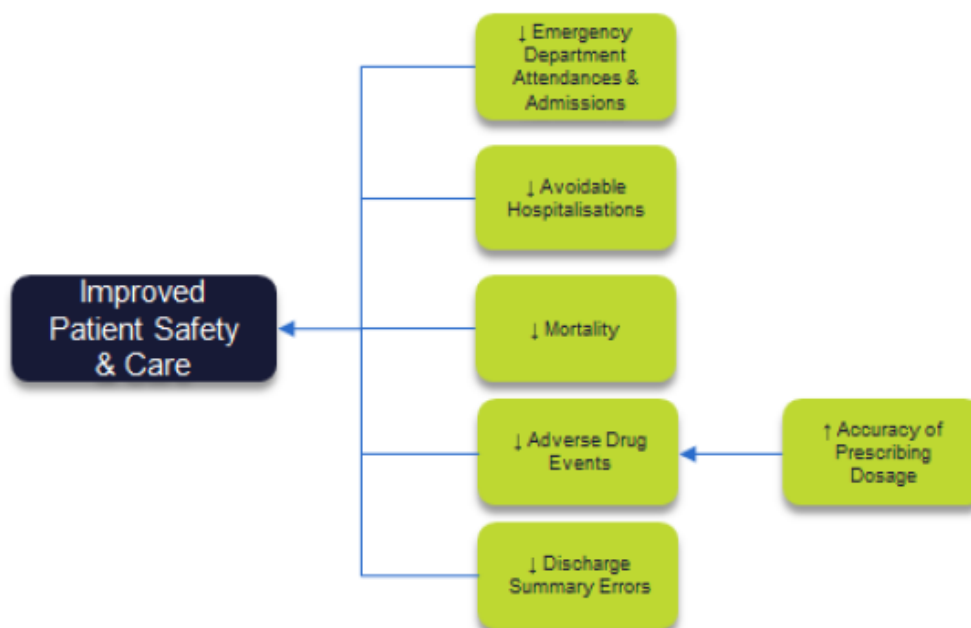 ↓ Emergency
Department
Attendances &
Admissions
↓ Avoidable
Hospitalisations
Improved
Patient Safety
& Care
↓ Mortality
↓ Adverse Drug
Events
↑ Accuracy of
Prescribing
Dosage
↓ Discharge
Summary Errors